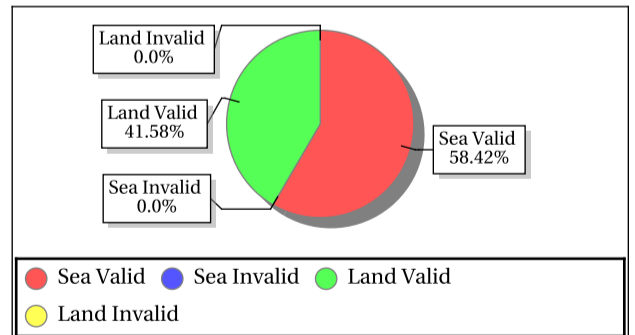 Land Invalid
0.0%
Land Valid
41.58%
Sea Valid
58.42%
Sea Invalid
0.0%
Sea Valid Sea Invalid Land Valid
Land Invalid